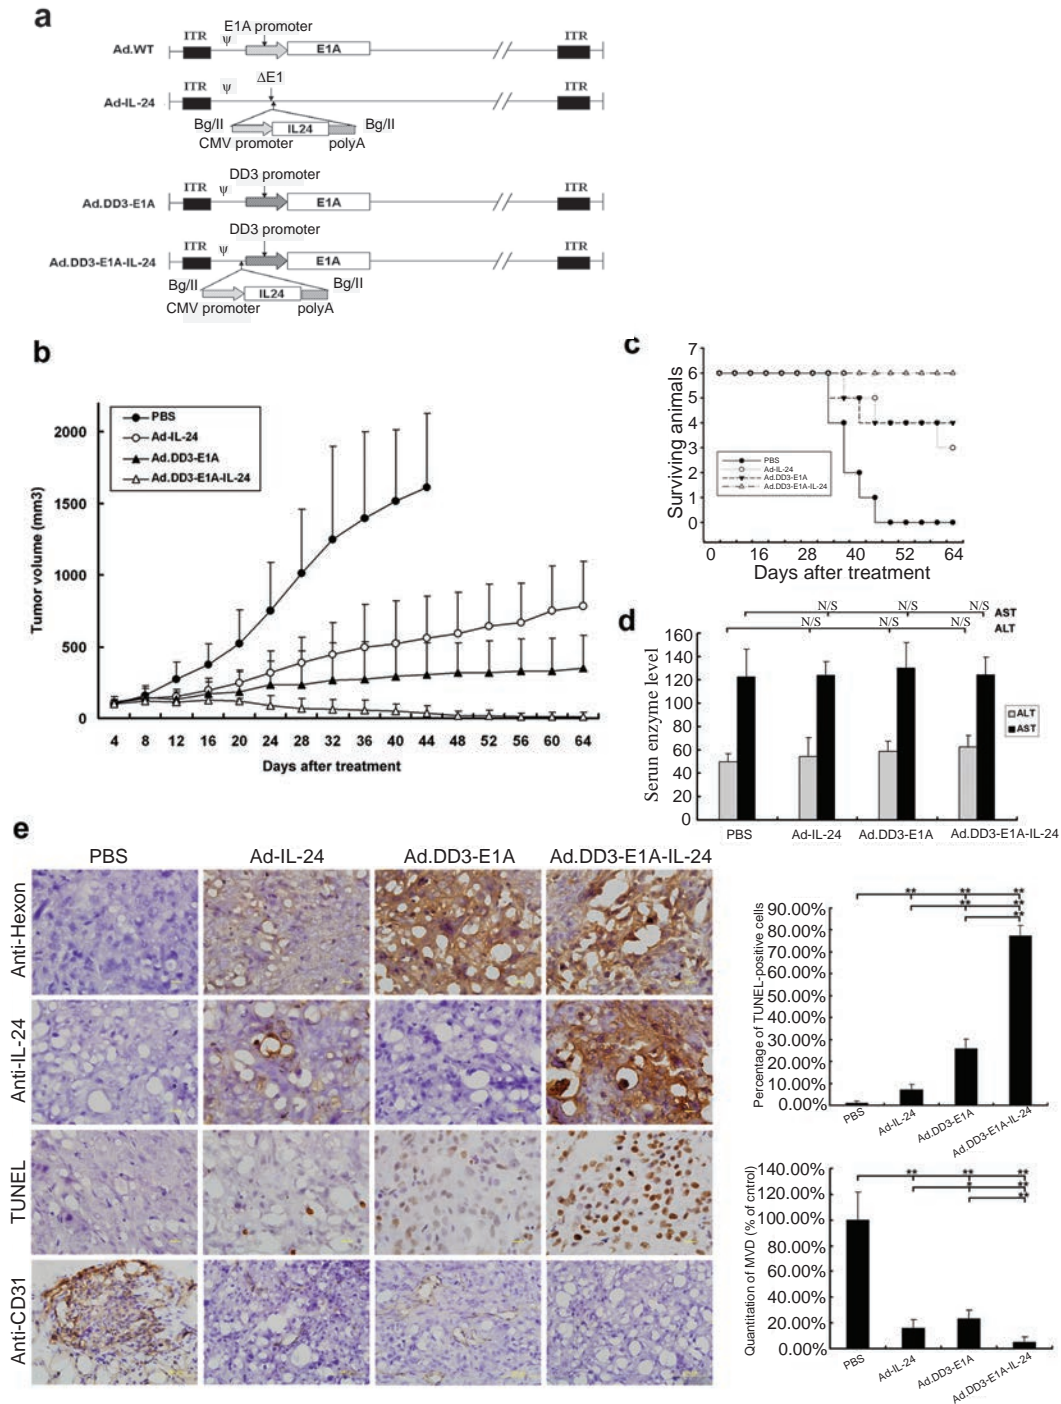 a
E1A promoter
ITR ψ ITR
Ad.WT E1A
ΔE1
ITR ψ ITR
Ad-IL-24
Bg/II IL24 Bg/II
CMV promoter polyA
DD3 promoter
ITR ψ ITR
Ad.DD3-E1A E1A
DD3 promoter
ITR ψ ITR
Ad.DD3-E1A-IL-24 E1A
Bg/II IL24 Bg/II
CMV promoter polyA
b
PBS
Ad-IL-24
Ad.DD3-E1A
Ad.DD3-E1A-IL-24
Tumor volume (mm3)
2000
1500
1000
500
0
4 8 12 16 20 24 28 32 36 40 44 48 52 56 60 64
Days after treatment
c
Surviving animals
7
6
5
4
3
2
1
0
PBS
Ad-IL-24
Ad.DD3-E1A
Ad.DD3-E1A-IL-24
0 16 28 40 52 64
Days after treatment
d
N/S N/S N/S AST
N/S N/S N/S ALT
Serun enzyme level
160
140
120
100
80
60
40
20
0
ALT
AST
PBS Ad-IL-24 Ad.DD3-E1A Ad.DD3-E1A-IL-24
e
PBS Ad-IL-24 Ad.DD3-E1A Ad.DD3-E1A-IL-24
Anti-Hexon
Anti-IL-24
TUNEL
Anti-CD31
** ** **
** **
**
Percentage of TUNEL-positive cells
90.00%
80.00%
70.00%
60.00%
50.00%
40.00%
30.00%
20.00%
10.00%
0.00%
PBS Ad-IL-24 Ad.DD3-E1A Ad.DD3-E1A-IL-24
** ** **
* **
**
Quantitation of MVD (% of control)
140.00%
120.00%
100.00%
80.00%
60.00%
40.00%
20.00%
0.00%
PBS Ad-IL-24 Ad.DD3-E1A Ad.DD3-E1A-IL-24